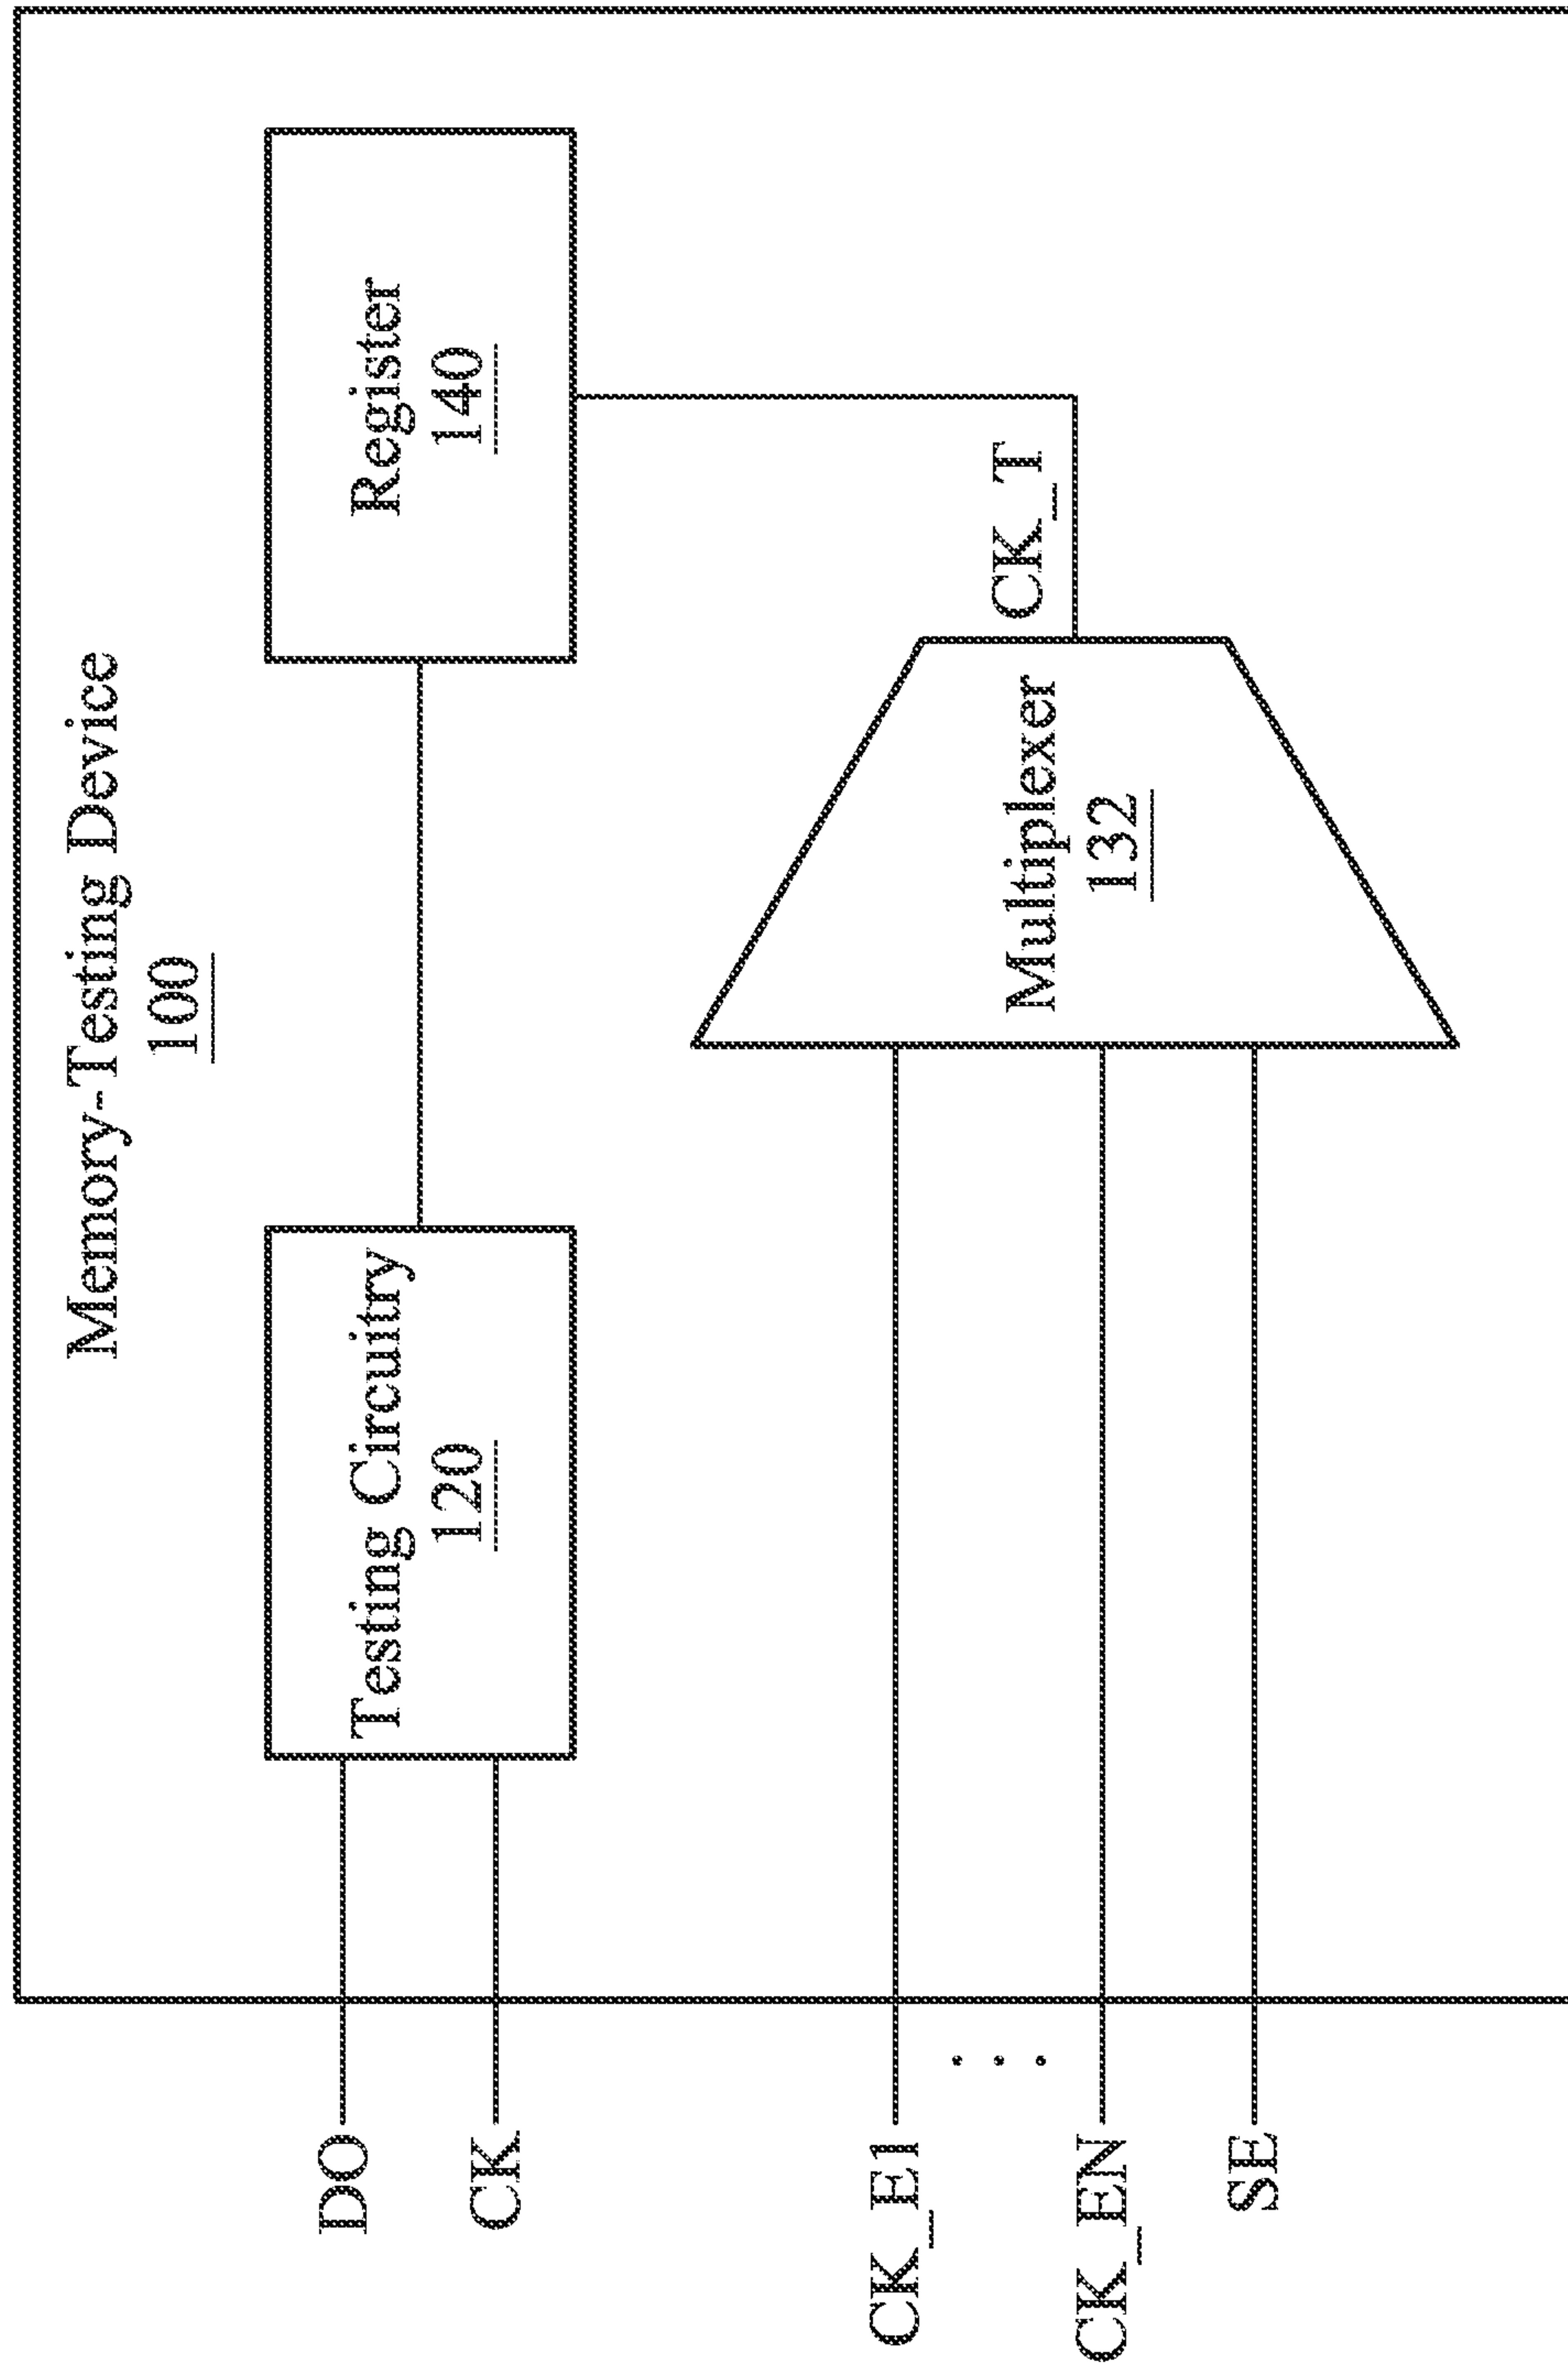 Memory-Testing Device
100
DO
CK
Testing Circuitry
120
Register
140
CK_E1
CK_EN
SE
Multiplexer
132
CK_T